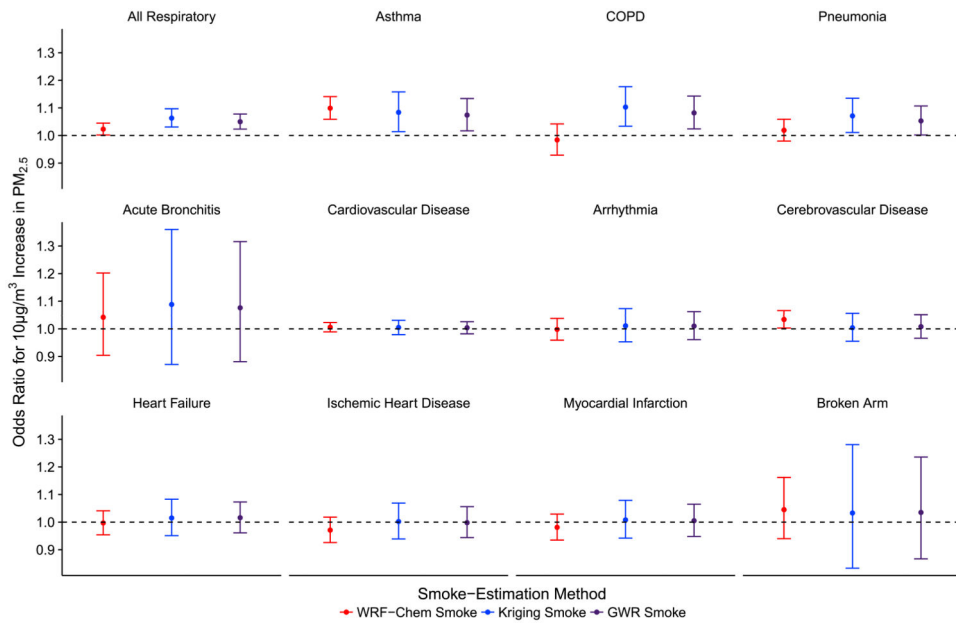 All Respiratory
Asthma
COPD
Pneumonia
1.3
1.2
1.1
1.0
0.9
Acute Bronchitis
Cardiovascular Disease
Arrhythmia
Cerebrovascular Disease
1.3
1.2
1.1
1.0
0.9
Heart Failure
Ischemic Heart Disease
Myocardial Infarction
Broken Arm
1.3
1.2
1.1
1.0
0.9
Odds Ratio for 10µg/m³ Increase in PM₂.₅
Smoke−Estimation Method
WRF−Chem Smoke
Kriging Smoke
GWR Smoke